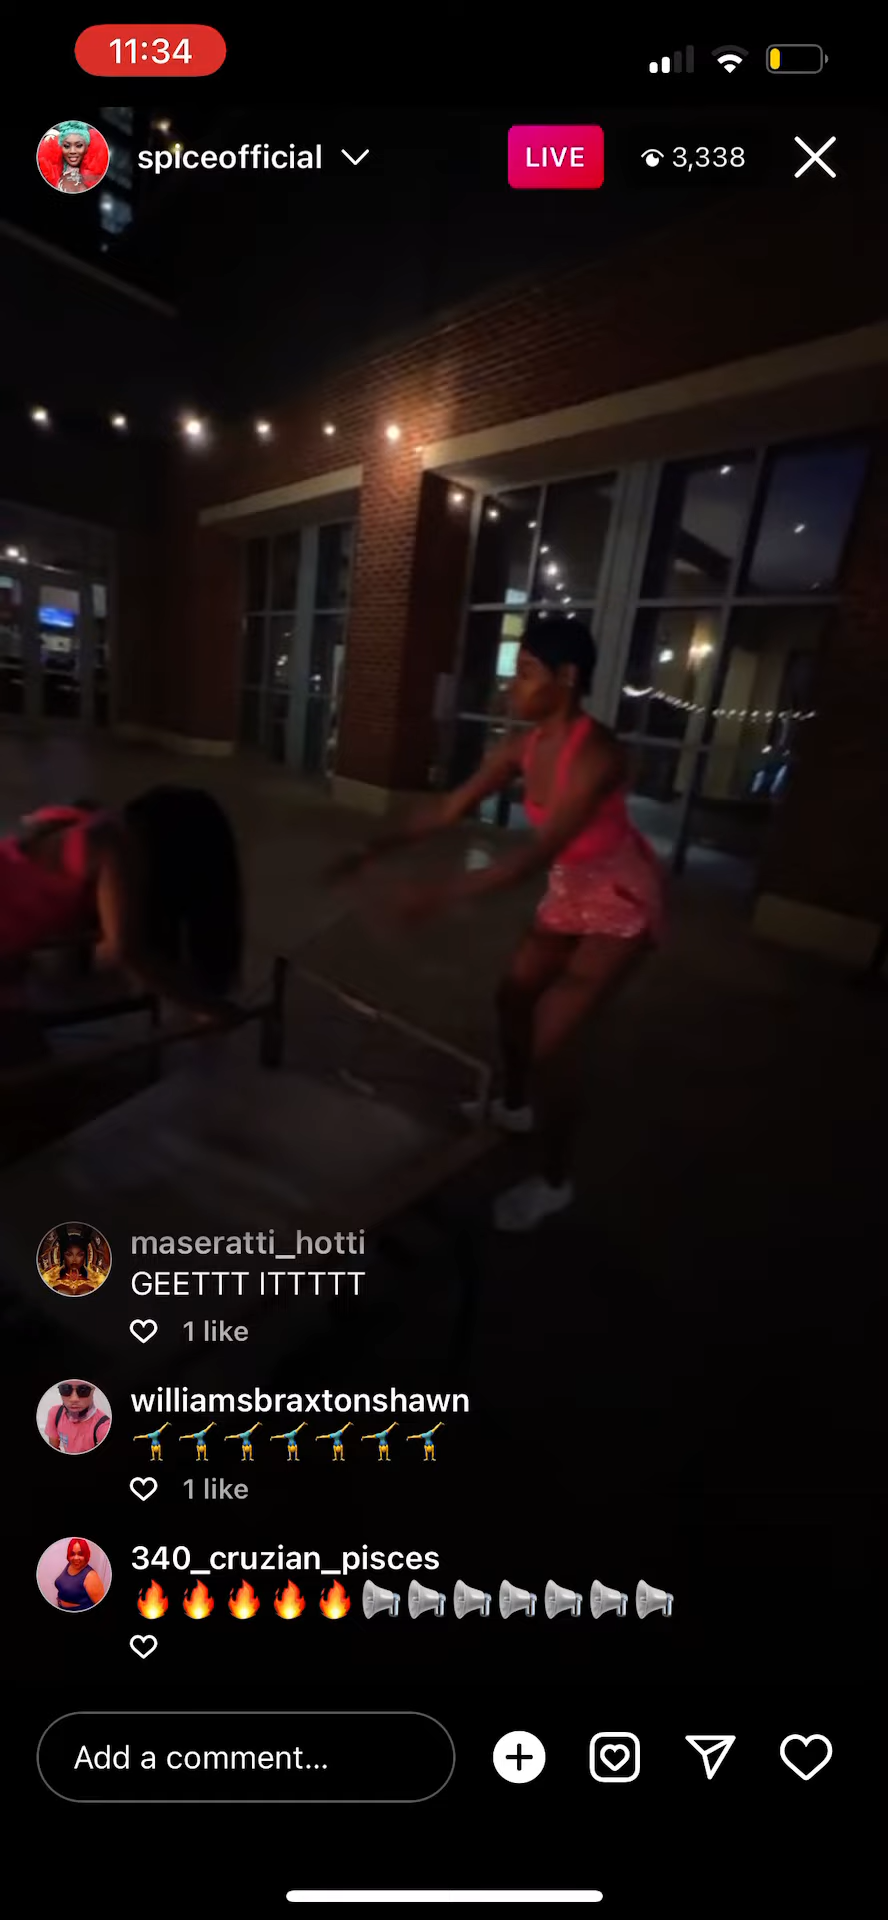 11:34
spiceofficial
LIVE
3,338
maseratti_hotti
GEETTT ITTTTT
1 like
williamsbraxtonshawn
🤸‍♂️🤸‍♂️🤸‍♂️🤸‍♂️🤸‍♂️🤸‍♂️🤸‍♂️
1 like
340_cruzian_pisces
🔥🔥🔥🔥🔥📢📢📢📢📢📢📢
Add a comment...